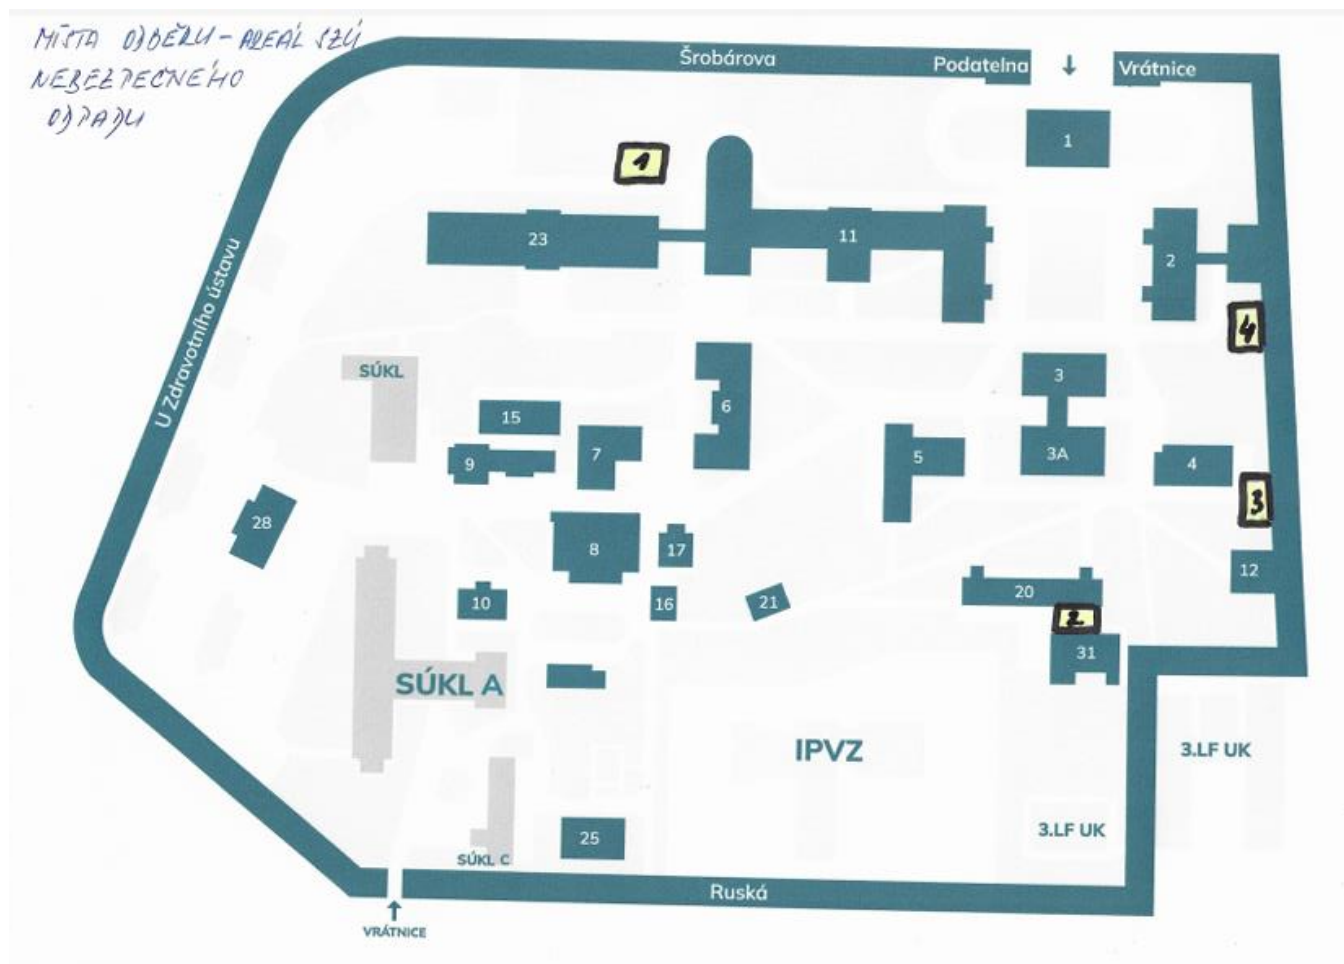 MÍSTA ODBĚRU - AREÁL SZÚ
NEBEZPEČNÉHO
ODPADU
Šrobárova
Podatelna
↓
Vrátnice
1
1
23
11
2
U Zdravotního ústavu
4
SÚKL
3
6
15
7
9
5
3A
4
3
28
8
17
12
10
16
21
20
2
31
SÚKL A
IPVZ
3.LF UK
3.LF UK
25
SÚKL C
Ruská
↑
VRÁTNICE